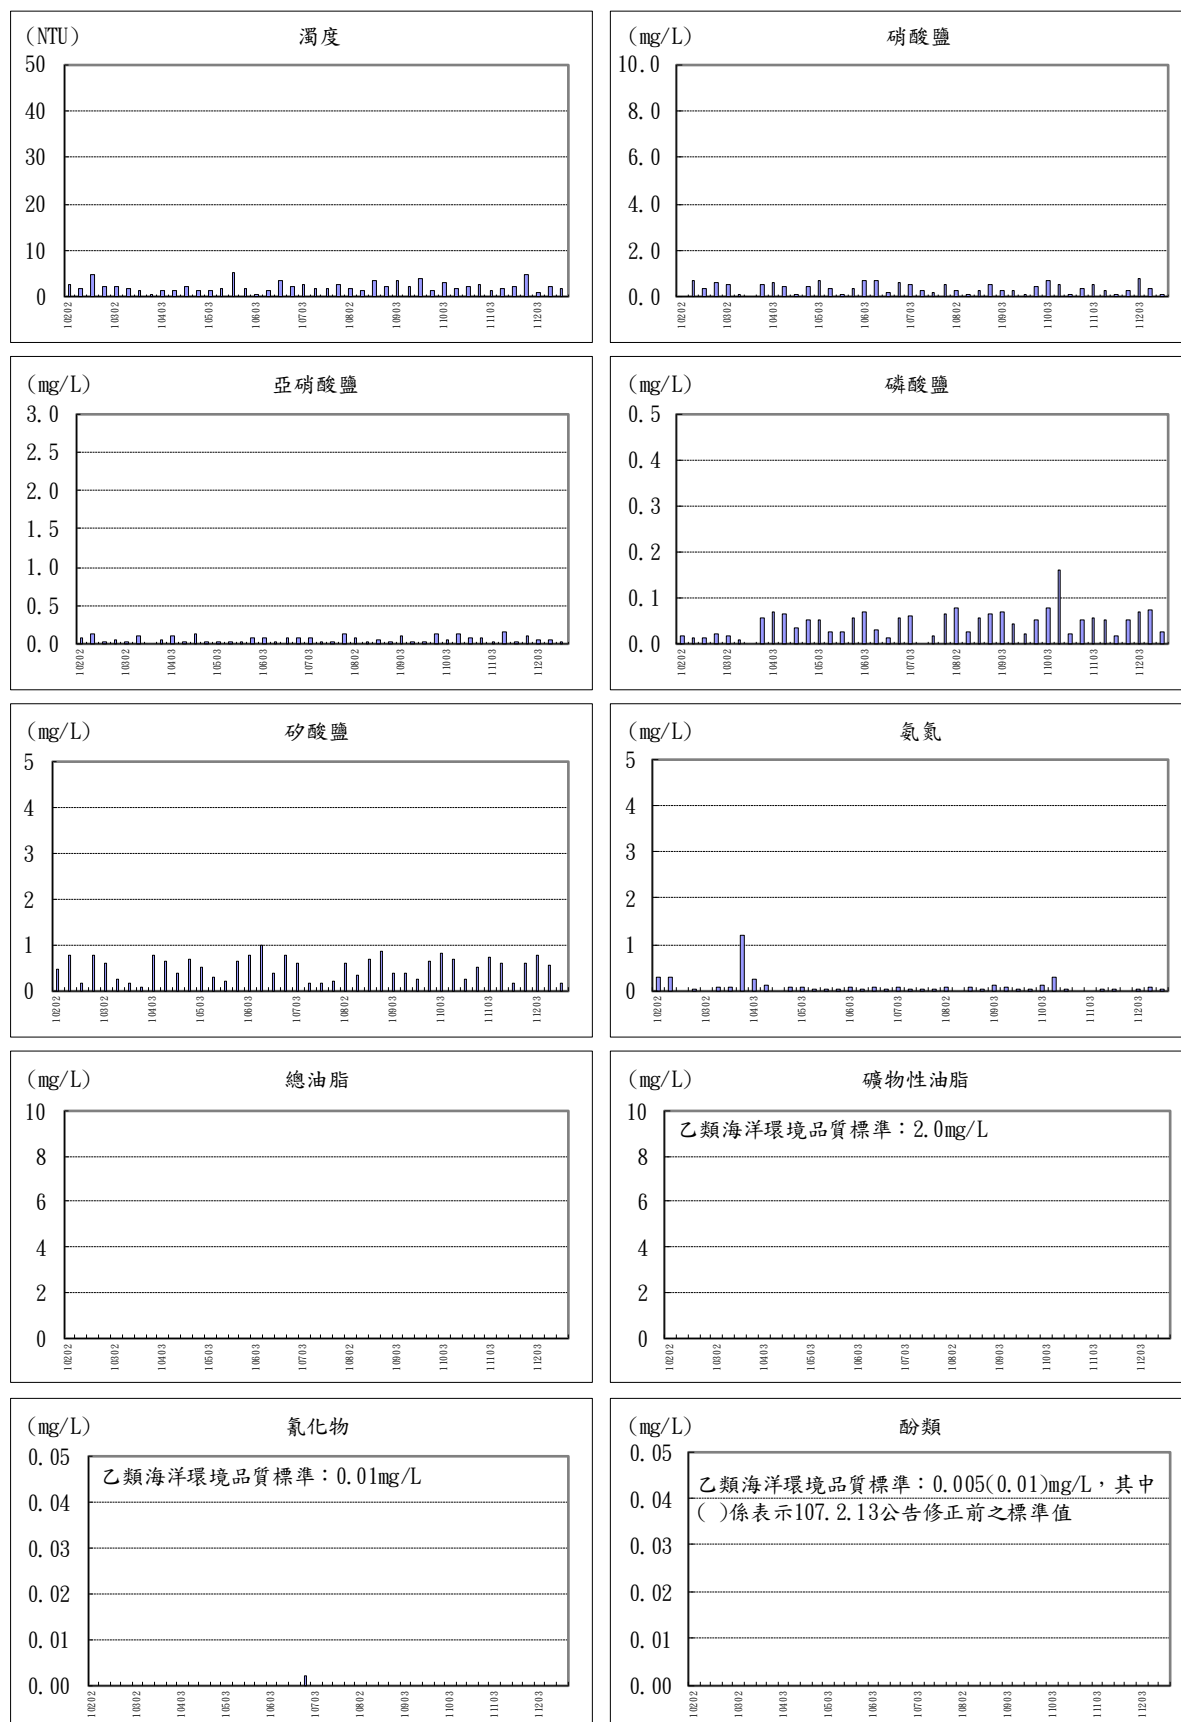 (NTU) 濁度
50
40
30
20
10
0
10202 10302 10403 10503 10603 10703 10802 10903 11003 11103 11203
(mg/L) 硝酸鹽
10.0
8.0
6.0
4.0
2.0
0.0
10202 10302 10403 10503 10603 10703 10802 10903 11003 11103 11203
(mg/L) 亞硝酸鹽
3.0
2.5
2.0
1.5
1.0
0.5
0.0
10202 10302 10403 10503 10603 10703 10802 10903 11003 11103 11203
(mg/L) 磷酸鹽
0.5
0.4
0.3
0.2
0.1
0.0
10202 10302 10403 10503 10603 10703 10802 10903 11003 11103 11203
(mg/L) 矽酸鹽
5
4
3
2
1
0
10202 10302 10403 10503 10603 10703 10802 10903 11003 11103 11203
(mg/L) 氨氮
5
4
3
2
1
0
10202 10302 10403 10503 10603 10703 10802 10903 11003 11103 11203
(mg/L) 總油脂
10
8
6
4
2
0
10202 10302 10403 10503 10603 10703 10802 10903 11003 11103 11203
(mg/L) 礦物性油脂
10
乙類海洋環境品質標準：2.0mg/L
8
6
4
2
0
10202 10302 10403 10503 10603 10703 10802 10903 11003 11103 11203
(mg/L) 氰化物
0.05
乙類海洋環境品質標準：0.01mg/L
0.04
0.03
0.02
0.01
0.00
10202 10302 10403 10503 10603 10703 10802 10903 11003 11103 11203
(mg/L) 酚類
0.05
乙類海洋環境品質標準：0.005(0.01)mg/L，其中
( )係表示107.2.13公告修正前之標準值
0.04
0.03
0.02
0.01
0.00
10202 10302 10403 10503 10603 10703 10802 10903 11003 11103 11203